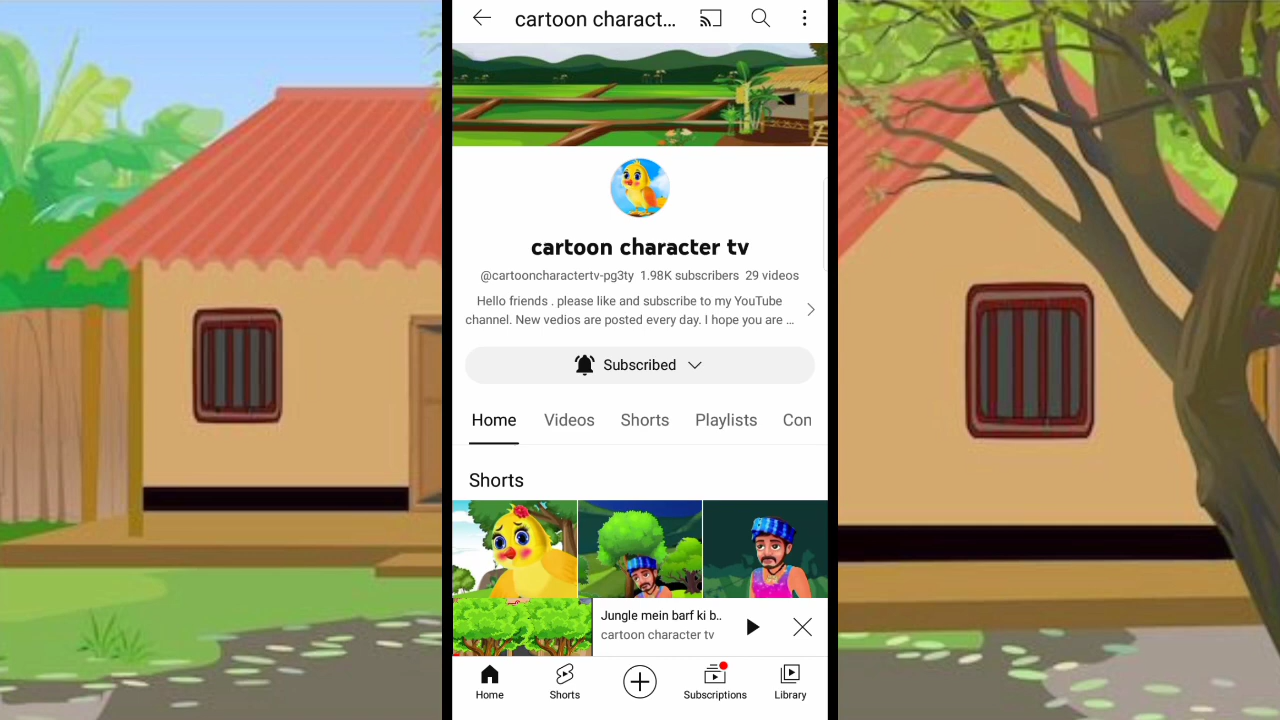 cartoon charact...
cartoon character tv
@cartooncharactertv-pg3ty 1.98K subscribers 29 videos
Hello friends . please like and subscribe to my YouTube
channel. New vedios are posted every day. I hope you are ...
Subscribed
Home Videos Shorts Playlists Con
Shorts
Jungle mein barf ki b..
cartoon character tv
Home Shorts Subscriptions Library